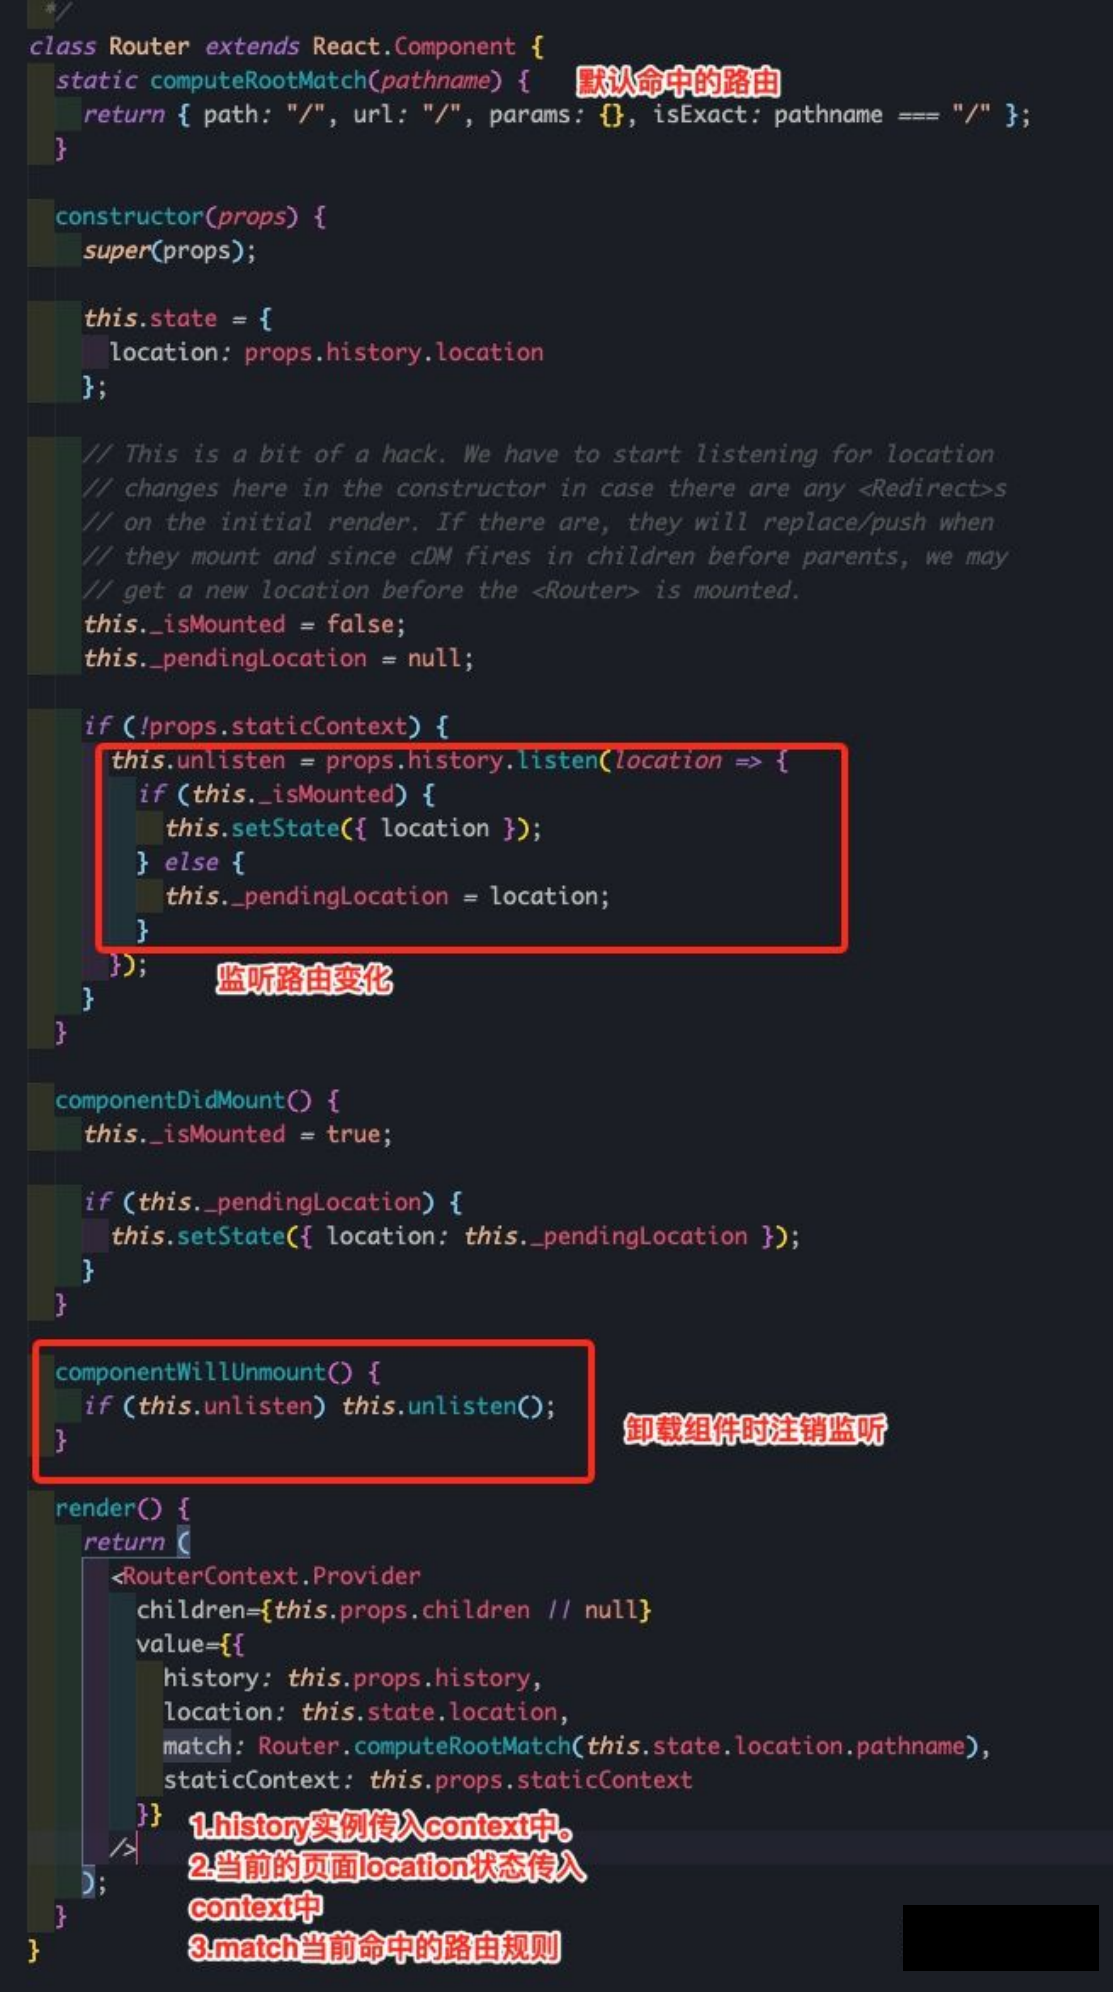 */
class Router extends React.Component {
static computeRootMatch(pathname) { 默认命中的路由
return { path: "/", url: "/", params: {}, isExact: pathname === "/" };
}
constructor(props) {
super(props);
this.state = {
location: props.history.location
};
// This is a bit of a hack. We have to start listening for location
// changes here in the constructor in case there are any <Redirect>s
// on the initial render. If there are, they will replace/push when
// they mount and since cDM fires in children before parents, we may
// get a new location before the <Router> is mounted.
this._isMounted = false;
this._pendingLocation = null;
if (!props.staticContext) {
this.unlisten = props.history.listen(location => {
if (this._isMounted) {
this.setState({ location });
} else {
this._pendingLocation = location;
}
}); 监听路由变化
}
}
componentDidMount() {
this._isMounted = true;
if (this._pendingLocation) {
this.setState({ location: this._pendingLocation });
}
}
componentWillUnmount() {
if (this.unlisten) this.unlisten();
} 卸载组件时注销监听
render() {
return (
<RouterContext.Provider
children={this.props.children // null}
value={{
history: this.props.history,
location: this.state.location,
match: Router.computeRootMatch(this.state.location.pathname),
staticContext: this.props.staticContext
}}
/>
);
}
}
1.history实例传入context中。
2.当前的页面location状态传入
context中
3.match当前命中的路由规则